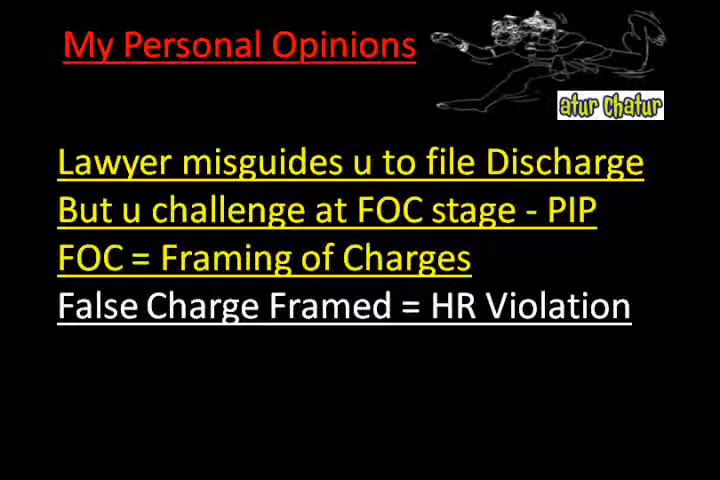 My Personal Opinions
atur chatur
Lawyer misguides u to file Discharge
But u challenge at FOC stage - PIP
FOC = Framing of Charges
False Charge Framed = HR Violation